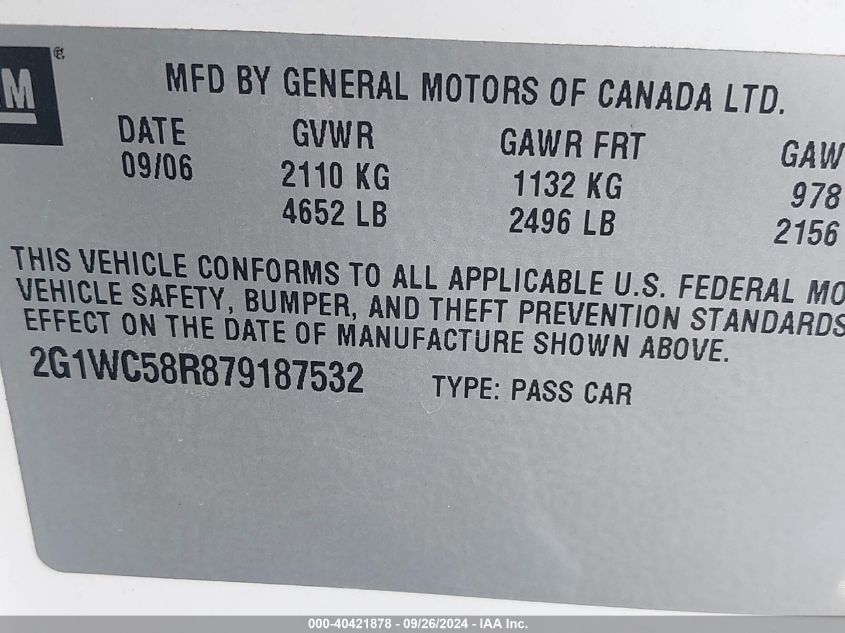 GM
MFD BY GENERAL MOTORS OF CANADA LTD.
DATE GVWR GAWR FRT GAW
09/06 2110 KG 1132 KG 978
4652 LB 2496 LB 2156
THIS VEHICLE CONFORMS TO ALL APPLICABLE U.S. FEDERAL MO
VEHICLE SAFETY, BUMPER, AND THEFT PREVENTION STANDARDS
EFFECT ON THE DATE OF MANUFACTURE SHOWN ABOVE.
2G1WC58R879187532 TYPE: PASS CAR
000-40421878 - 09/26/2024 - IAA Inc.